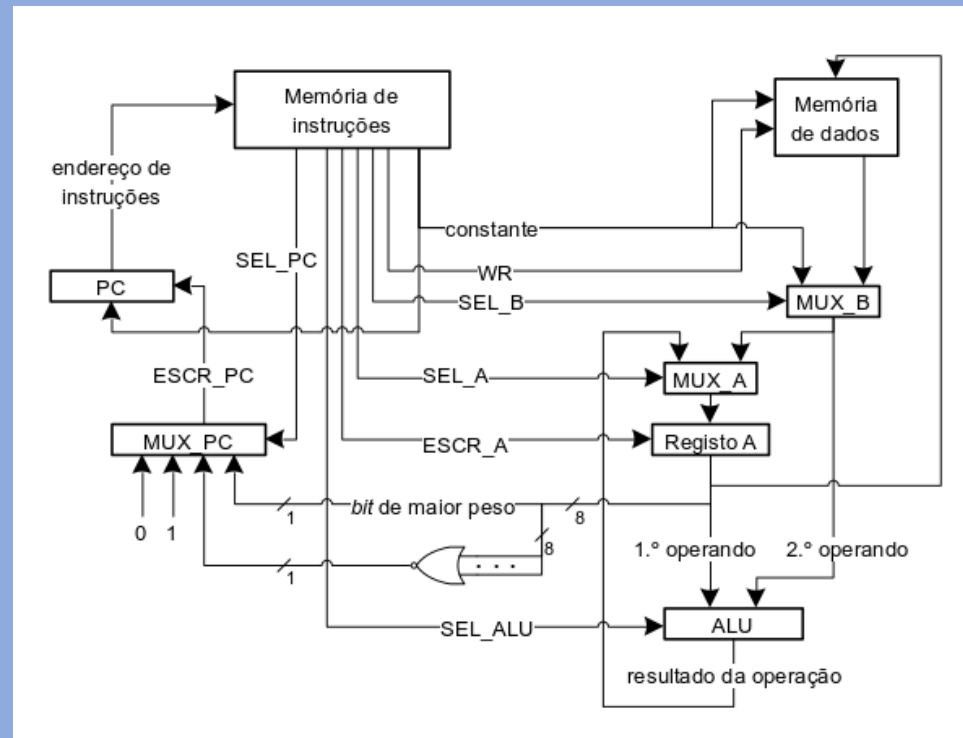 Memória de
instruções
Memória
de dados
endereço de
instruções
constante
SEL_PC
WR
PC
SEL_B
MUX_B
ESCR_PC
SEL_A
MUX_A
MUX_PC
ESCR_A
Registo A
bit de maior peso
1
8
0 1
8
1.º operando
2.º operando
1
SEL_ALU
ALU
resultado da operação